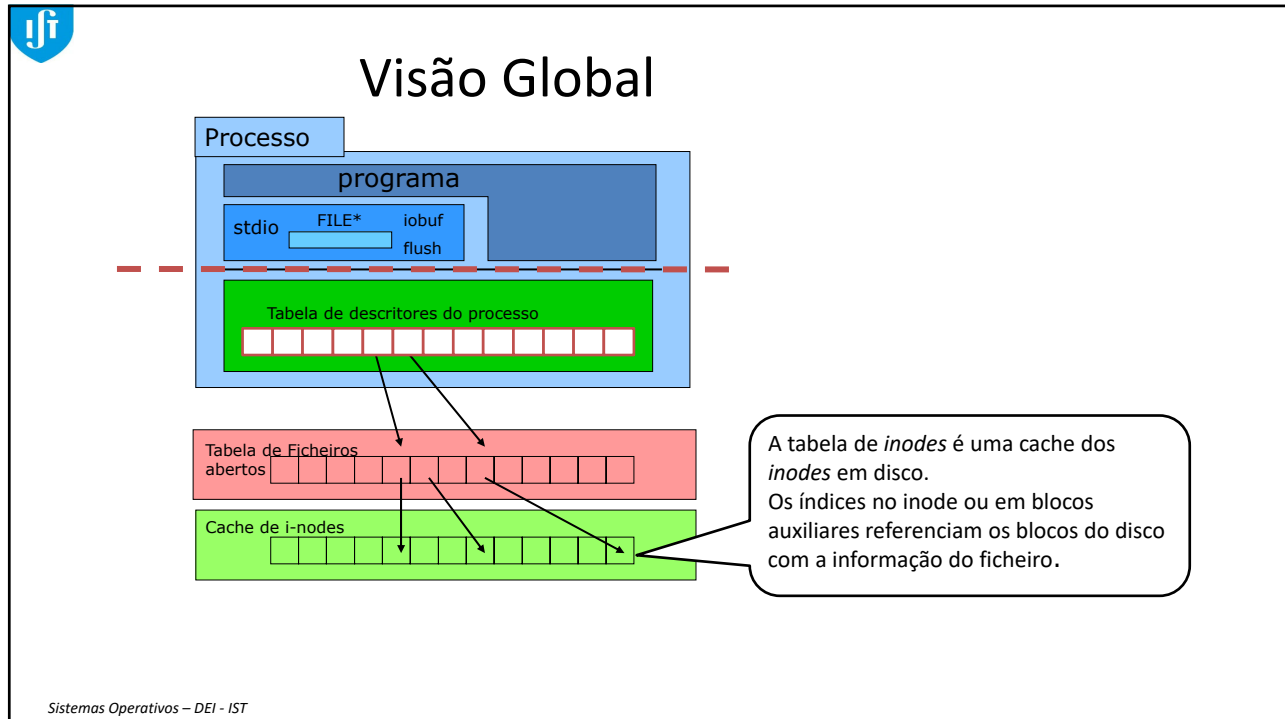 IST
Visão Global
Processo
programa
stdio
FILE*
iobuf
flush
Tabela de descritores do processo
Tabela de Ficheiros
abertos
Cache de i-nodes
A tabela de inodes é uma cache dos
inodes em disco.
Os índices no inode ou em blocos
auxiliares referenciam os blocos do disco
com a informação do ficheiro.
Sistemas Operativos – DEI - IST